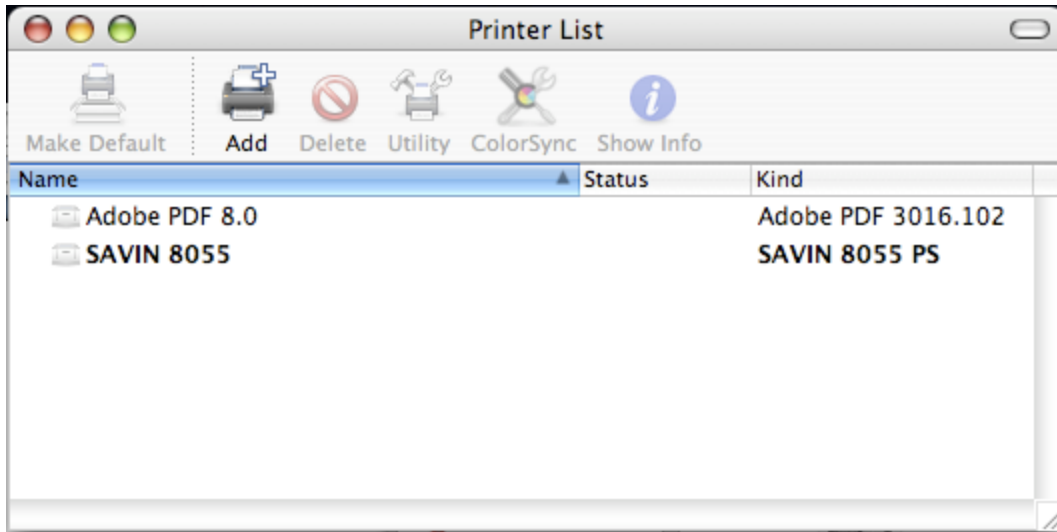 Printer List
Make Default Add Delete Utility ColorSync Show Info
Name Status Kind
Adobe PDF 8.0 Adobe PDF 3016.102
SAVIN 8055 SAVIN 8055 PS